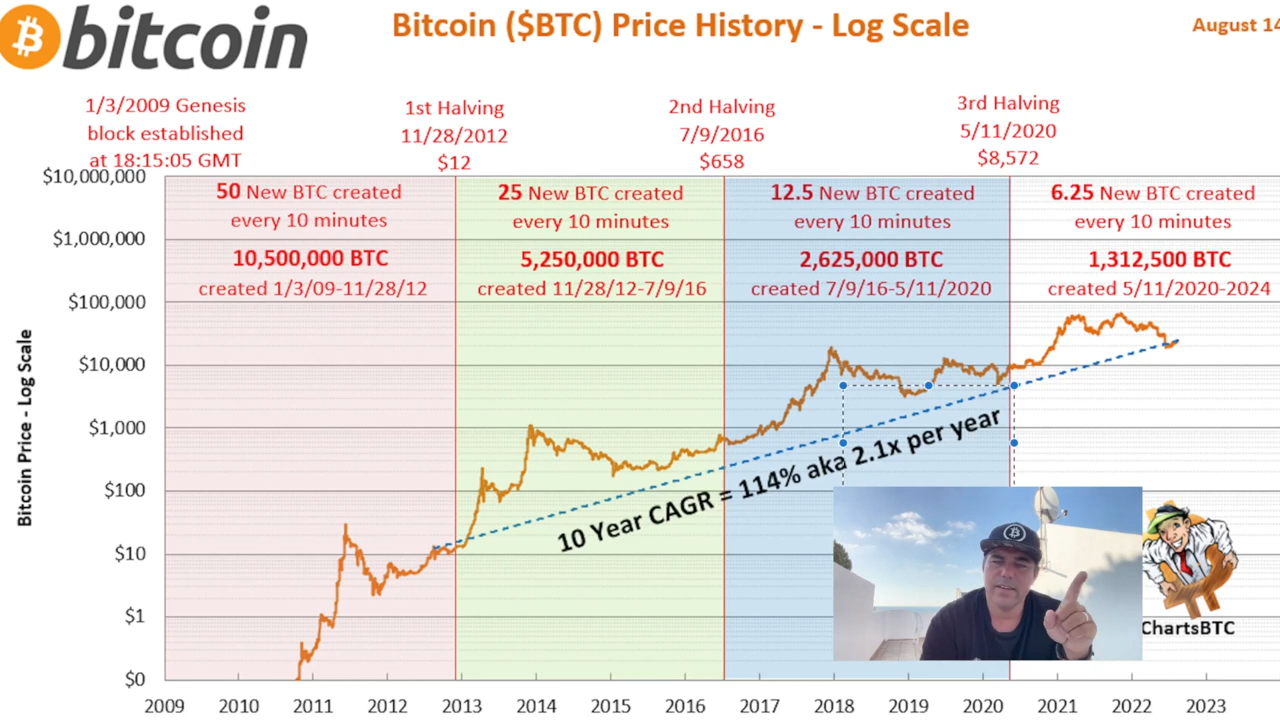 bitcoin
Bitcoin ($BTC) Price History - Log Scale
August 14
1/3/2009 Genesis
block established
at 18:15:05 GMT
1st Halving
11/28/2012
$12
2nd Halving
7/9/2016
$658
3rd Halving
5/11/2020
$8,572
50 New BTC created
every 10 minutes
10,500,000 BTC
created 1/3/09-11/28/12
25 New BTC created
every 10 minutes
5,250,000 BTC
created 11/28/12-7/9/16
12.5 New BTC created
every 10 minutes
2,625,000 BTC
created 7/9/16-5/11/2020
6.25 New BTC created
every 10 minutes
1,312,500 BTC
created 5/11/2020-2024
Bitcoin Price - Log Scale
$10,000,000
$1,000,000
$100,000
$10,000
$1,000
$100
$10
$1
$0
10 Year CAGR = 114% aka 2.1x per year
ChartsBTC
2009 2010 2011 2012 2013 2014 2015 2016 2017 2018 2019 2020 2021 2022 2023